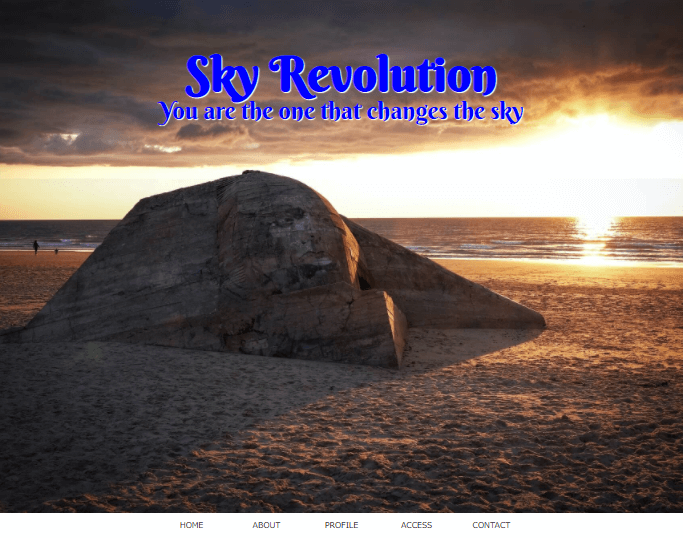 Sky Revolution
You are the one that changes the sky
HOME ABOUT PROFILE ACCESS CONTACT